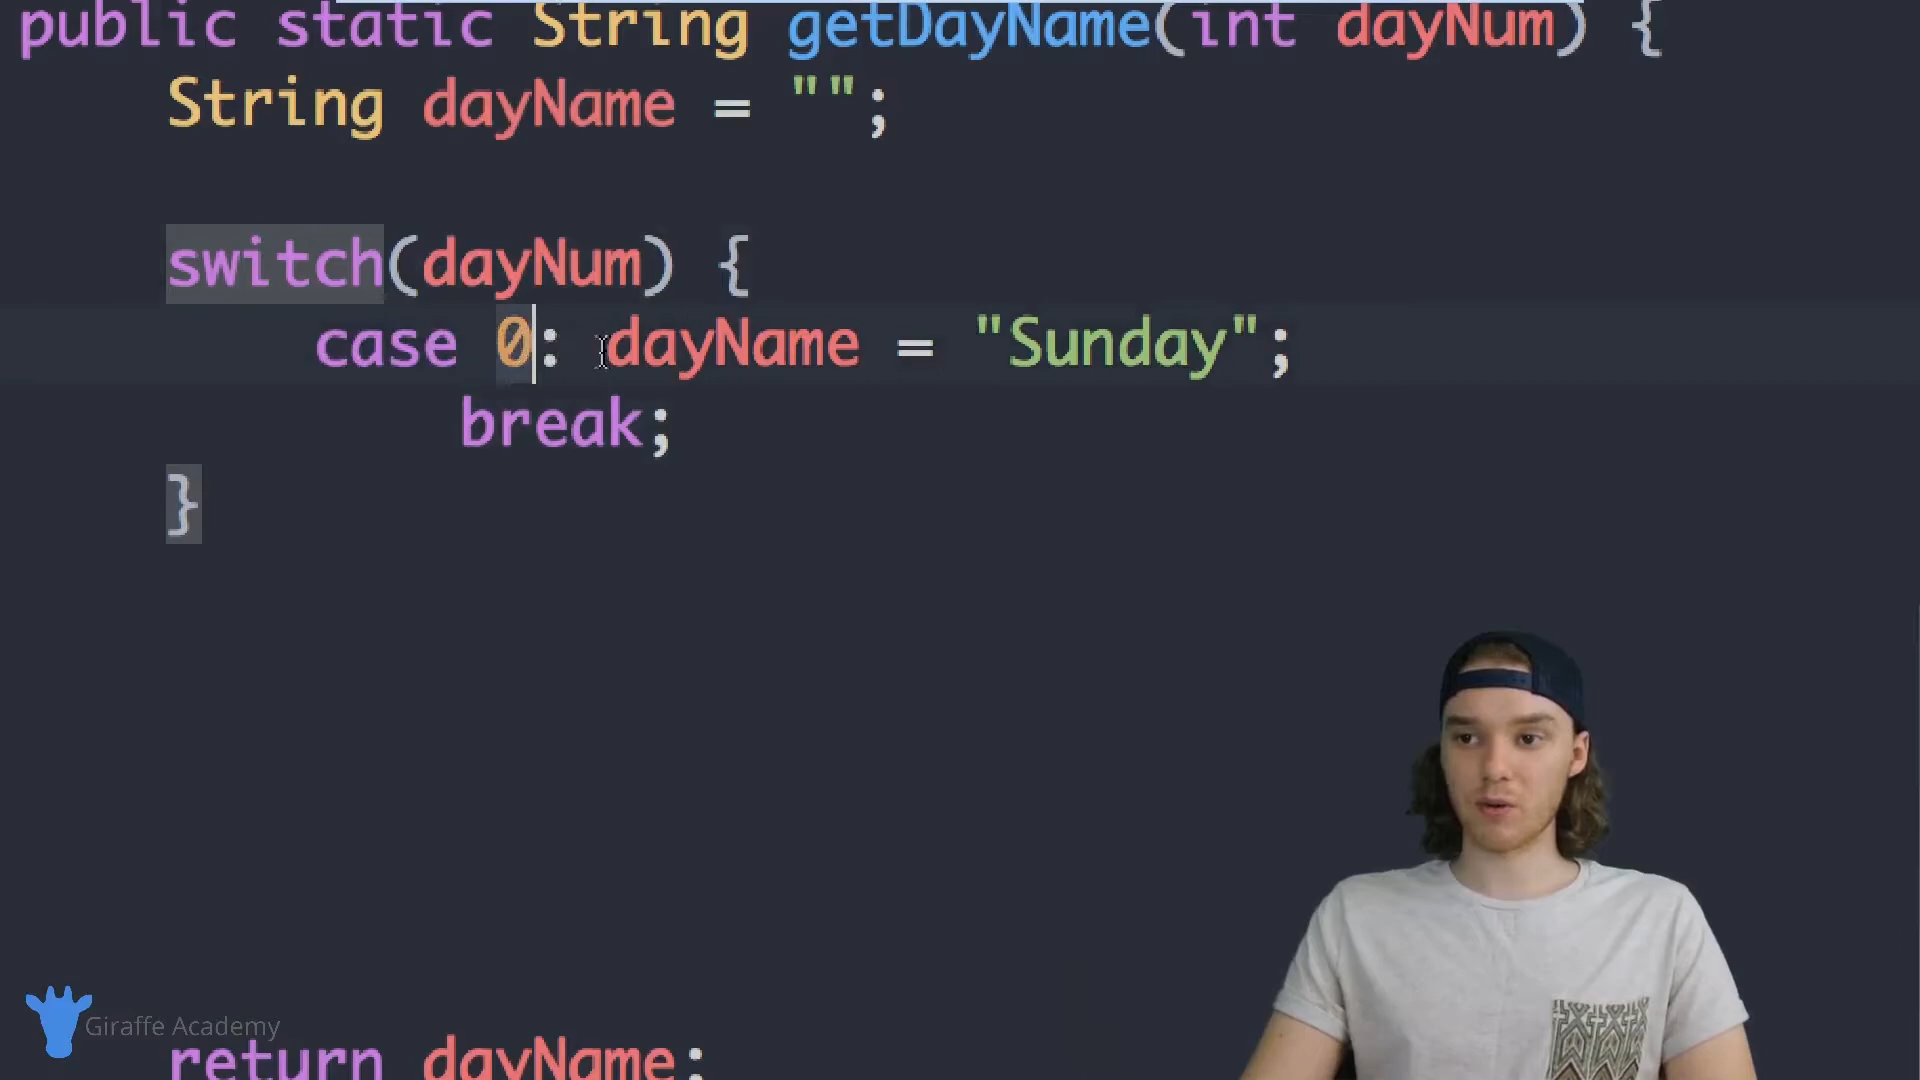 public static String getDayName(int dayNum) {
String dayName = "";
switch(dayNum) {
case 0: dayName = "Sunday";
break;
}
return dayName;
Giraffe Academy